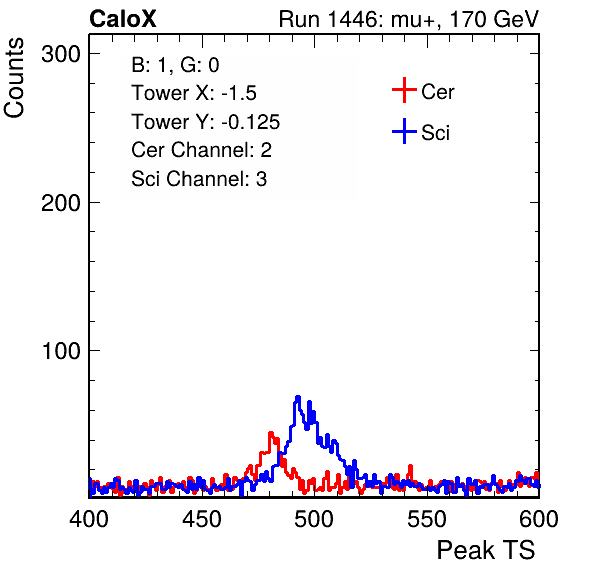 CaloX Run 1446: mu+, 170 GeV
Counts
300
200
100
B: 1, G: 0
Tower X: -1.5
Tower Y: -0.125
Cer Channel: 2
Sci Channel: 3
Cer
Sci
400 450 500 550 600
Peak TS